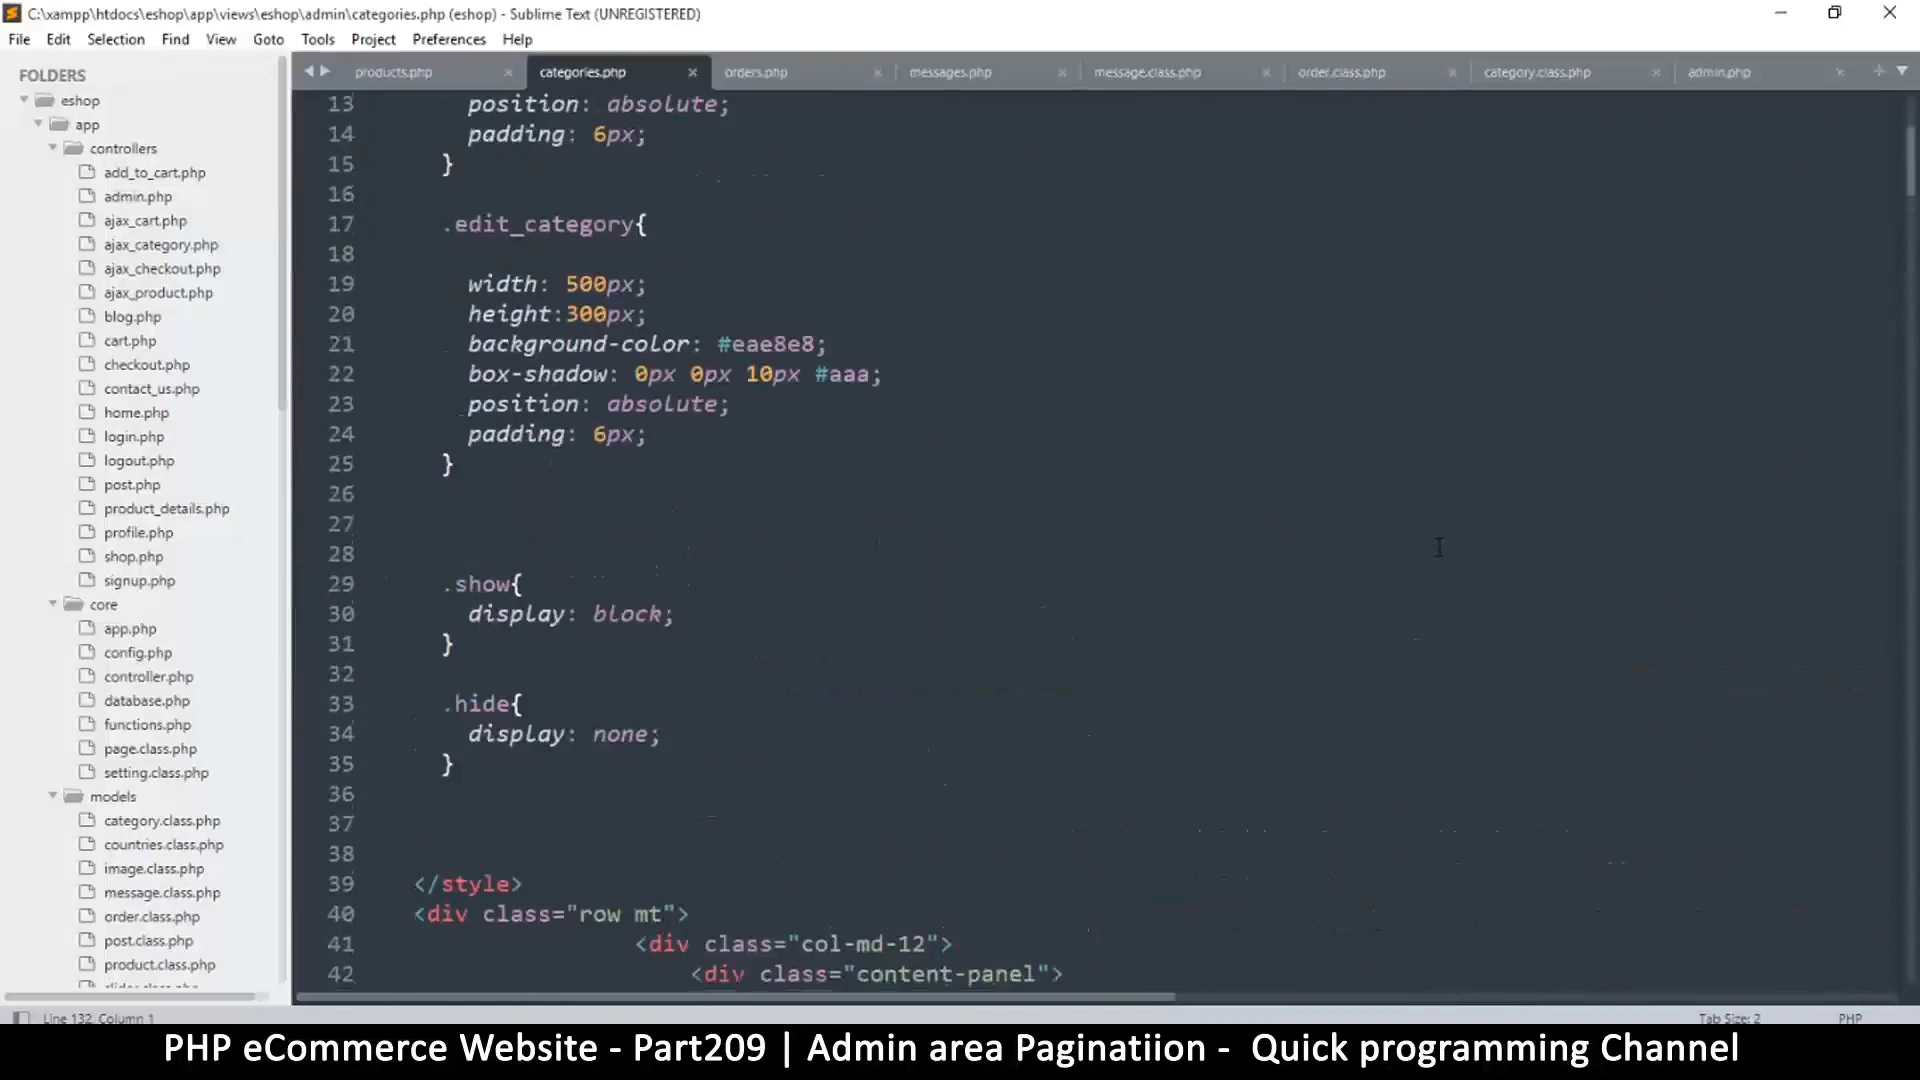 C:\xampp\htdocs\eshop\app\views\eshop\admin\categories.php (eshop) - Sublime Text (UNREGISTERED)
File Edit Selection Find View Goto Tools Project Preferences Help
products.php categories.php orders.php messages.php message.class.php order.class.php category.class.php admin.php
FOLDERS
eshop
app
controllers
add_to_cart.php
admin.php
ajax_cart.php
ajax_category.php
ajax_checkout.php
ajax_product.php
blog.php
cart.php
checkout.php
contact_us.php
home.php
login.php
logout.php
post.php
product_details.php
profile.php
shop.php
signup.php
core
app.php
config.php
controller.php
database.php
functions.php
page.class.php
setting.class.php
models
category.class.php
countries.class.php
image.class.php
message.class.php
order.class.php
post.class.php
product.class.php
slider.class.php
13 position: absolute;
14 padding: 6px;
15 }
16
17 .edit_category{
18
19 width: 500px;
20 height:300px;
21 background-color: #eae8e8;
22 box-shadow: 0px 0px 10px #aaa;
23 position: absolute;
24 padding: 6px;
25 }
26
27
28
29 .show{
30 display: block;
31 }
32
33 .hide{
34 display: none;
35 }
36
37
38
39 </style>
40 <div class="row mt">
41 <div class="col-md-12">
42 <div class="content-panel">
Line 132, Column 1 Tab Size: 2 PHP
PHP eCommerce Website - Part209 | Admin area Paginatiion - Quick programming Channel